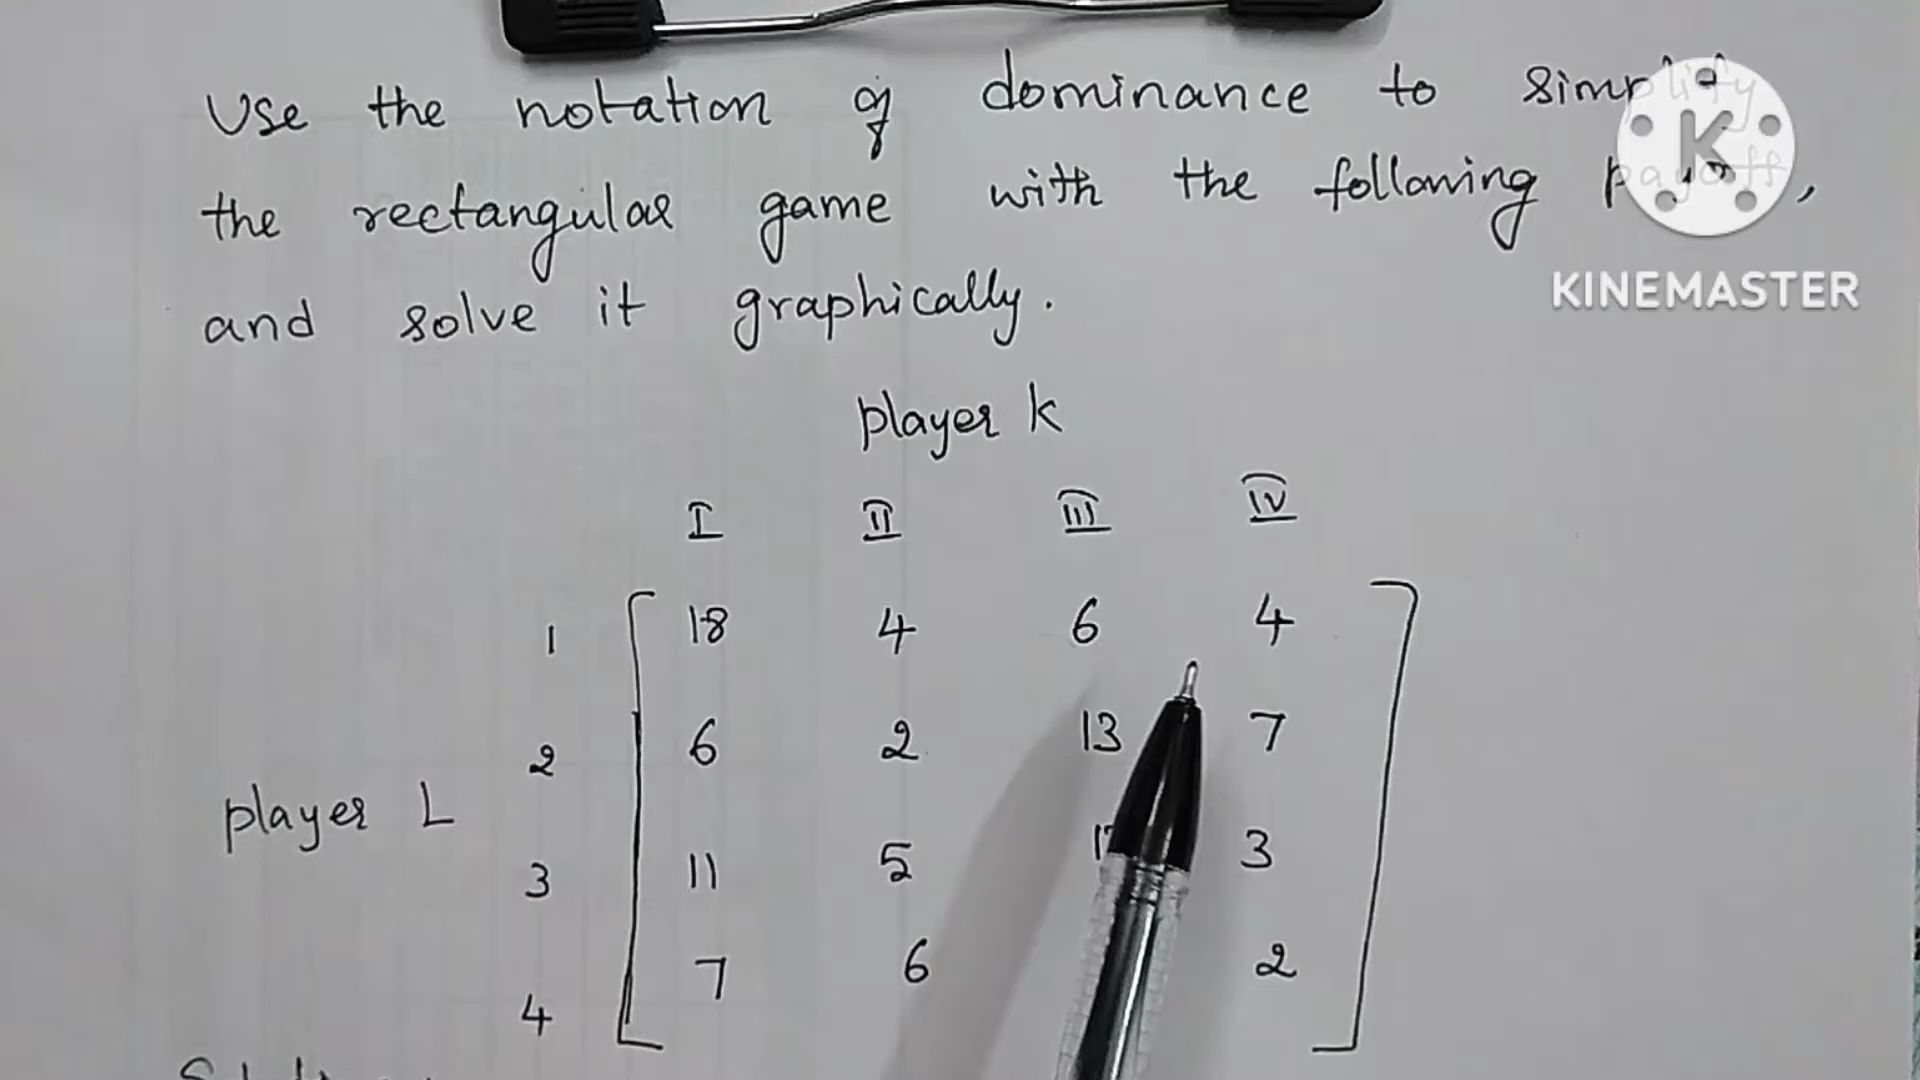 Use the notation of dominance to simplify
the rectangular game with the following payoff,
and solve it graphically.
KINEMASTER
player K
I II III IV
1 18 4 6 4
2 6 2 13 7
player L
3 11 5 3
4 7 6 2